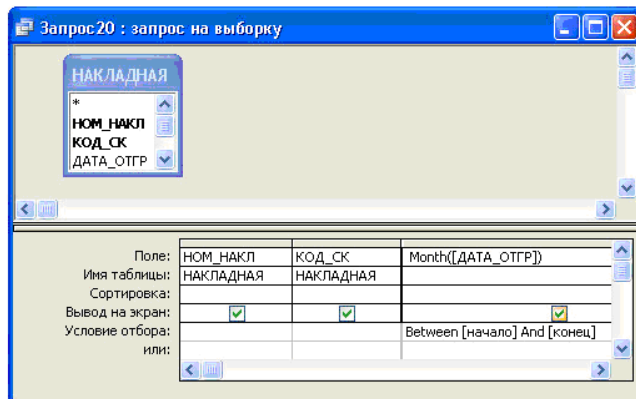 Запрос20 : запрос на выборку
НАКЛАДНАЯ
*
НОМ_НАКЛ
КОД_СК
ДАТА_ОТГР
Поле: НОМ_НАКЛ КОД_СК Month([ДАТА_ОТГР])
Имя таблицы: НАКЛАДНАЯ НАКЛАДНАЯ
Сортировка:
Вывод на экран:
Условие отбора: Between [начало] And [конец]
или: